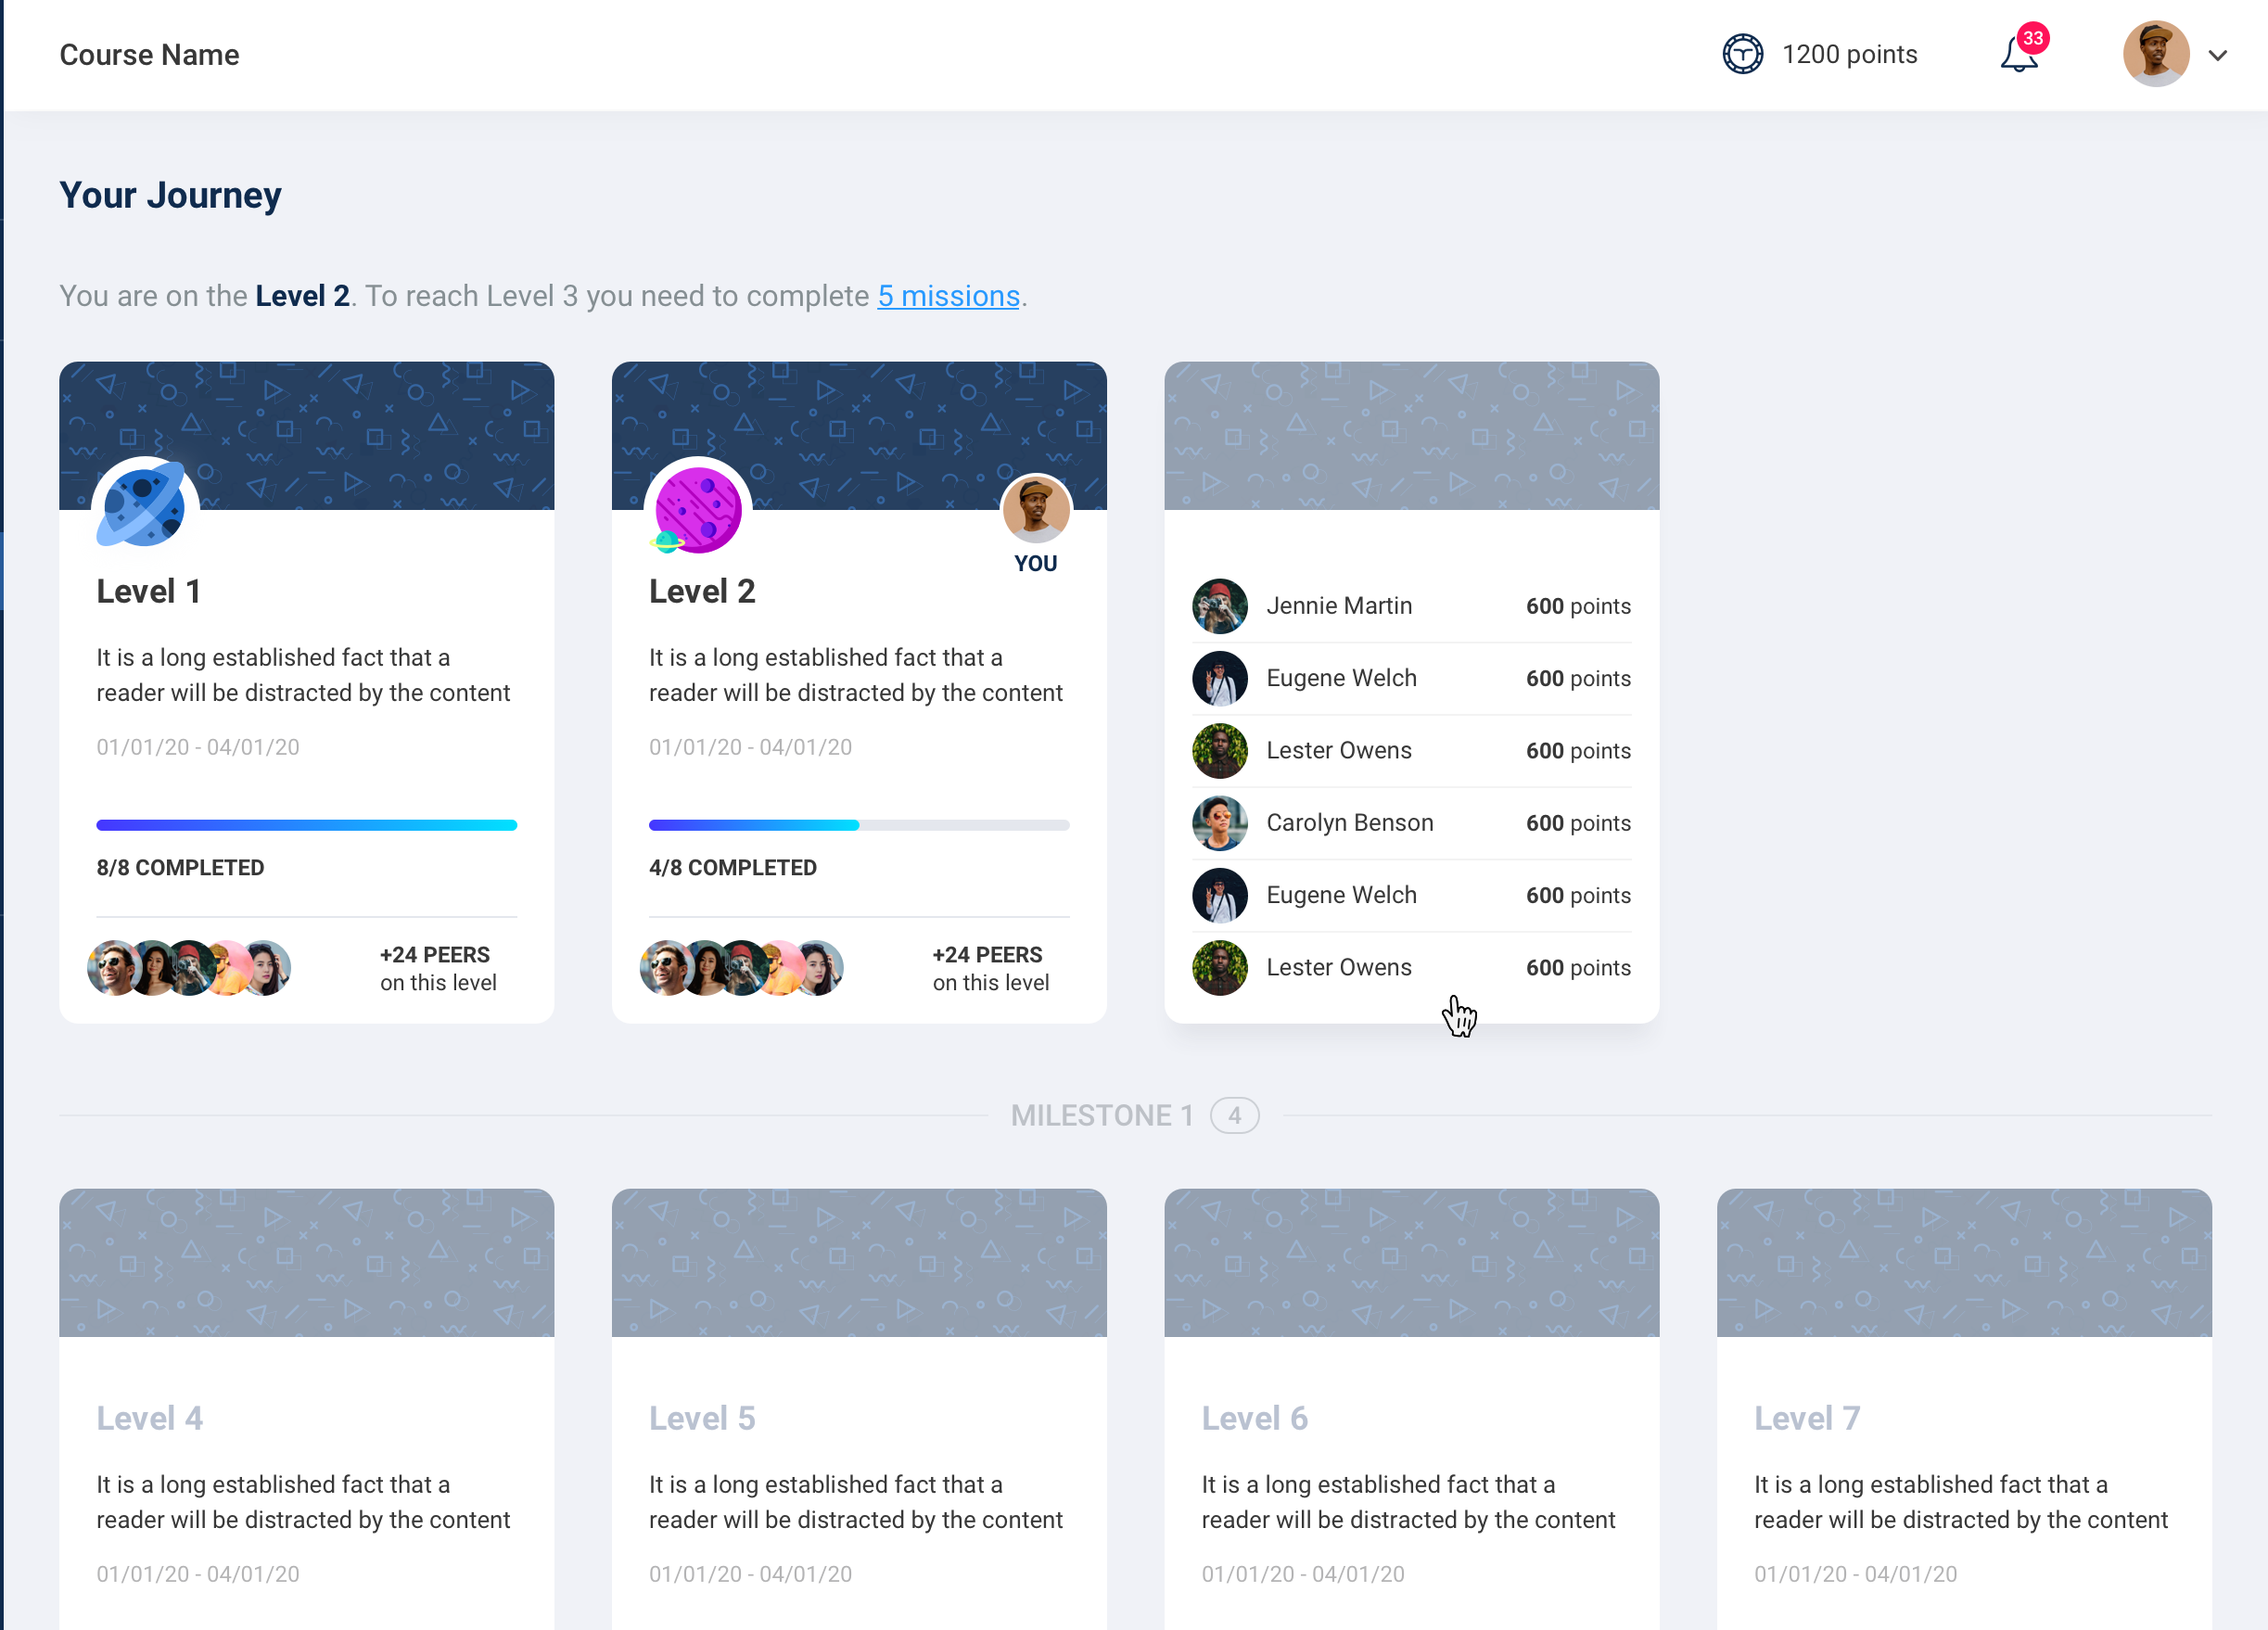 Course Name
1200 points
33
Your Journey
You are on the Level 2. To reach Level 3 you need to complete 5 missions.
Level 1
It is a long established fact that a
reader will be distracted by the content
01/01/20 - 04/01/20
8/8 COMPLETED
+24 PEERS
on this level
YOU
Level 2
It is a long established fact that a
reader will be distracted by the content
01/01/20 - 04/01/20
4/8 COMPLETED
+24 PEERS
on this level
Jennie Martin 600 points
Eugene Welch 600 points
Lester Owens 600 points
Carolyn Benson 600 points
Eugene Welch 600 points
Lester Owens 600 points
MILESTONE 1 4
Level 4
It is a long established fact that a
reader will be distracted by the content
01/01/20 - 04/01/20
Level 5
It is a long established fact that a
reader will be distracted by the content
01/01/20 - 04/01/20
Level 6
It is a long established fact that a
reader will be distracted by the content
01/01/20 - 04/01/20
Level 7
It is a long established fact that a
reader will be distracted by the content
01/01/20 - 04/01/20